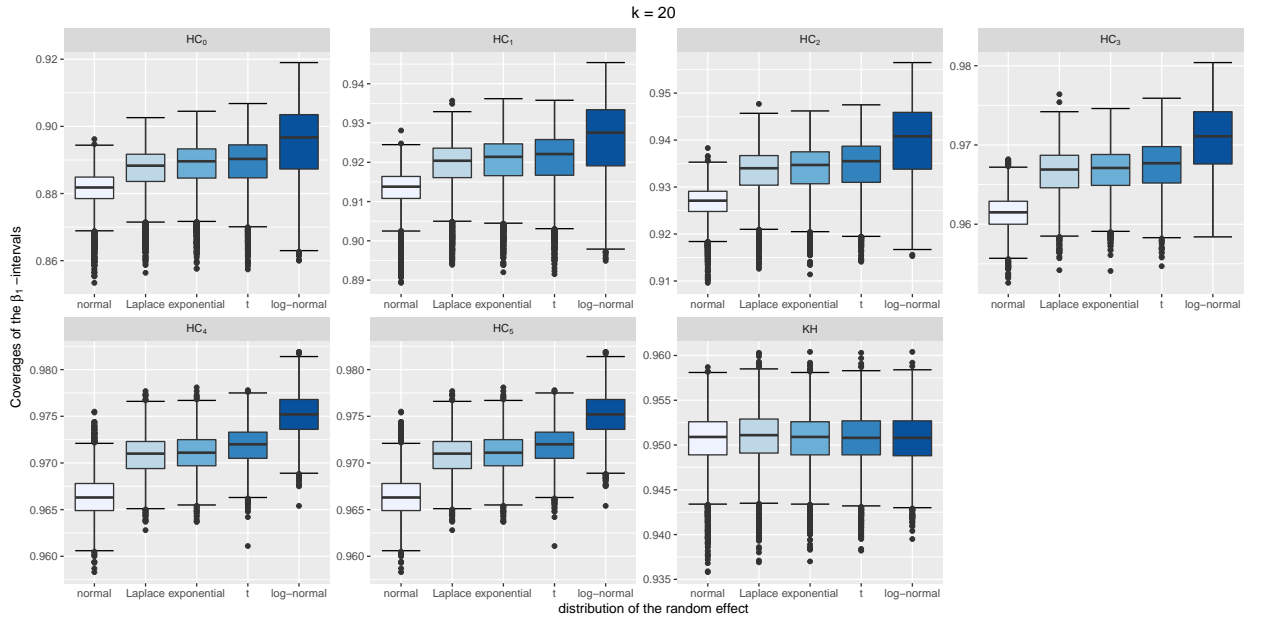 k = 20
Coverages of the β₁ −intervals
HC₀
0.92
0.90
0.88
0.86
normal Laplace exponential t log−normal
HC₁
0.94
0.93
0.92
0.91
0.90
0.89
normal Laplace exponential t log−normal
HC₂
0.95
0.94
0.93
0.92
0.91
normal Laplace exponential t log−normal
HC₃
0.98
0.97
0.96
normal Laplace exponential t log−normal
HC₄
0.980
0.975
0.970
0.965
0.960
normal Laplace exponential t log−normal
HC₅
0.980
0.975
0.970
0.965
0.960
normal Laplace exponential t log−normal
KH
0.960
0.955
0.950
0.945
0.940
0.935
normal Laplace exponential t log−normal
distribution of the random effect